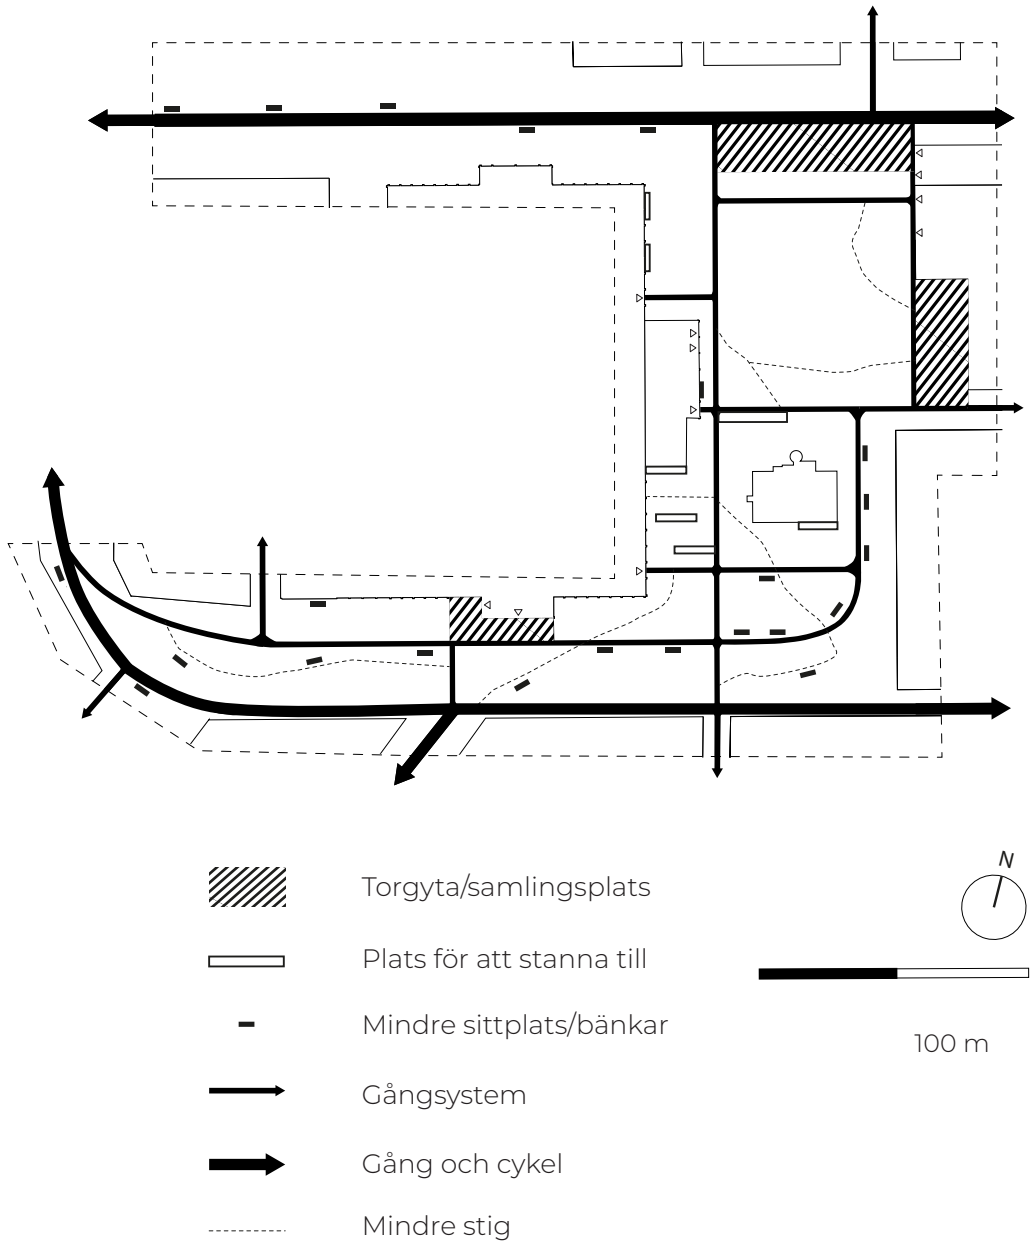 N
Torgyta/samlingsplats
Plats för att stanna till
Mindre sittplats/bänkar
100 m
Gångsystem
Gång och cykel
Mindre stig